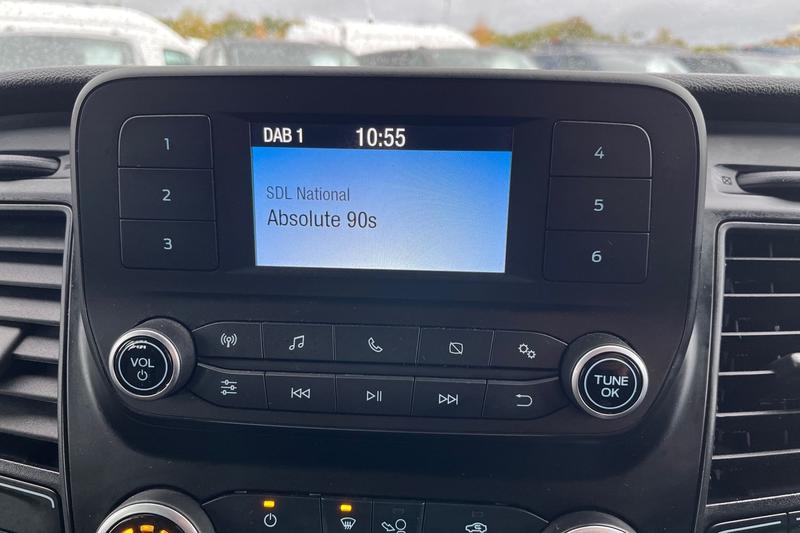 DAB 1 10:55
SDL National
Absolute 90s
1
2
3
4
5
6
VOL
TUNE
OK